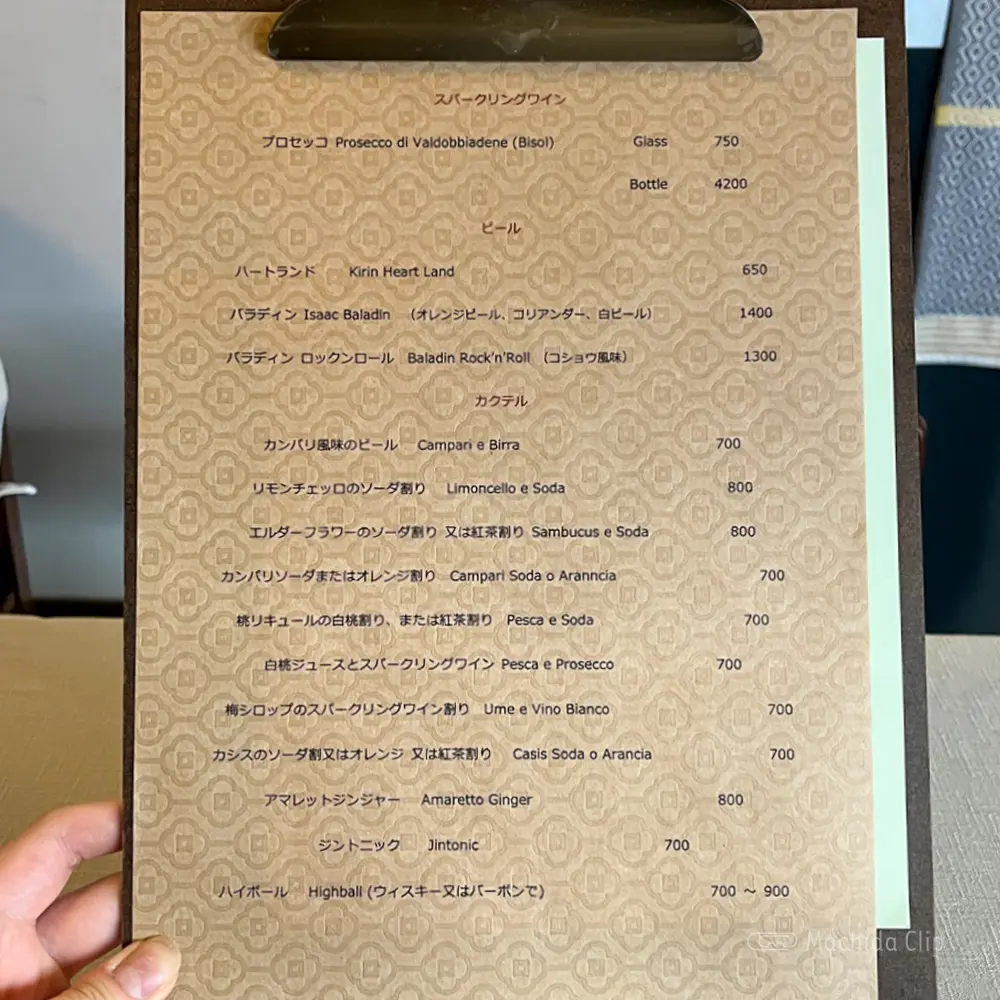 スパークリングワイン
プロセッコ Prosecco di Valdobbiadene (Bisol) Glass 750
Bottle 4200
ビール
ハートランド Kirin Heart Land 650
バラディン Isaac Baladin （オレンジピール、コリアンダー、白ビール） 1400
バラディン ロックンロール Baladin Rock'n'Roll （コショウ風味） 1300
カクテル
カンパリ風味のビール Campari e Birra 700
リモンチェッロのソーダ割り Limoncello e Soda 800
エルダーフラワーのソーダ割り 又は紅茶割り Sambucus e Soda 800
カンパリソーダまたはオレンジ割り Campari Soda o Aranncia 700
桃リキュールの白桃割り、または紅茶割り Pesca e Soda 700
白桃ジュースとスパークリングワイン Pesca e Prosecco 700
梅シロップのスパークリングワイン割り Ume e Vino Bianco 700
カシスのソーダ割又はオレンジ 又は紅茶割り Casis Soda o Arancia 700
アマレットジンジャー Amaretto Ginger 800
ジントニック Jintonic 700
ハイボール Highball (ウィスキー又はバーボンで) 700 ～ 900
Machida Clip